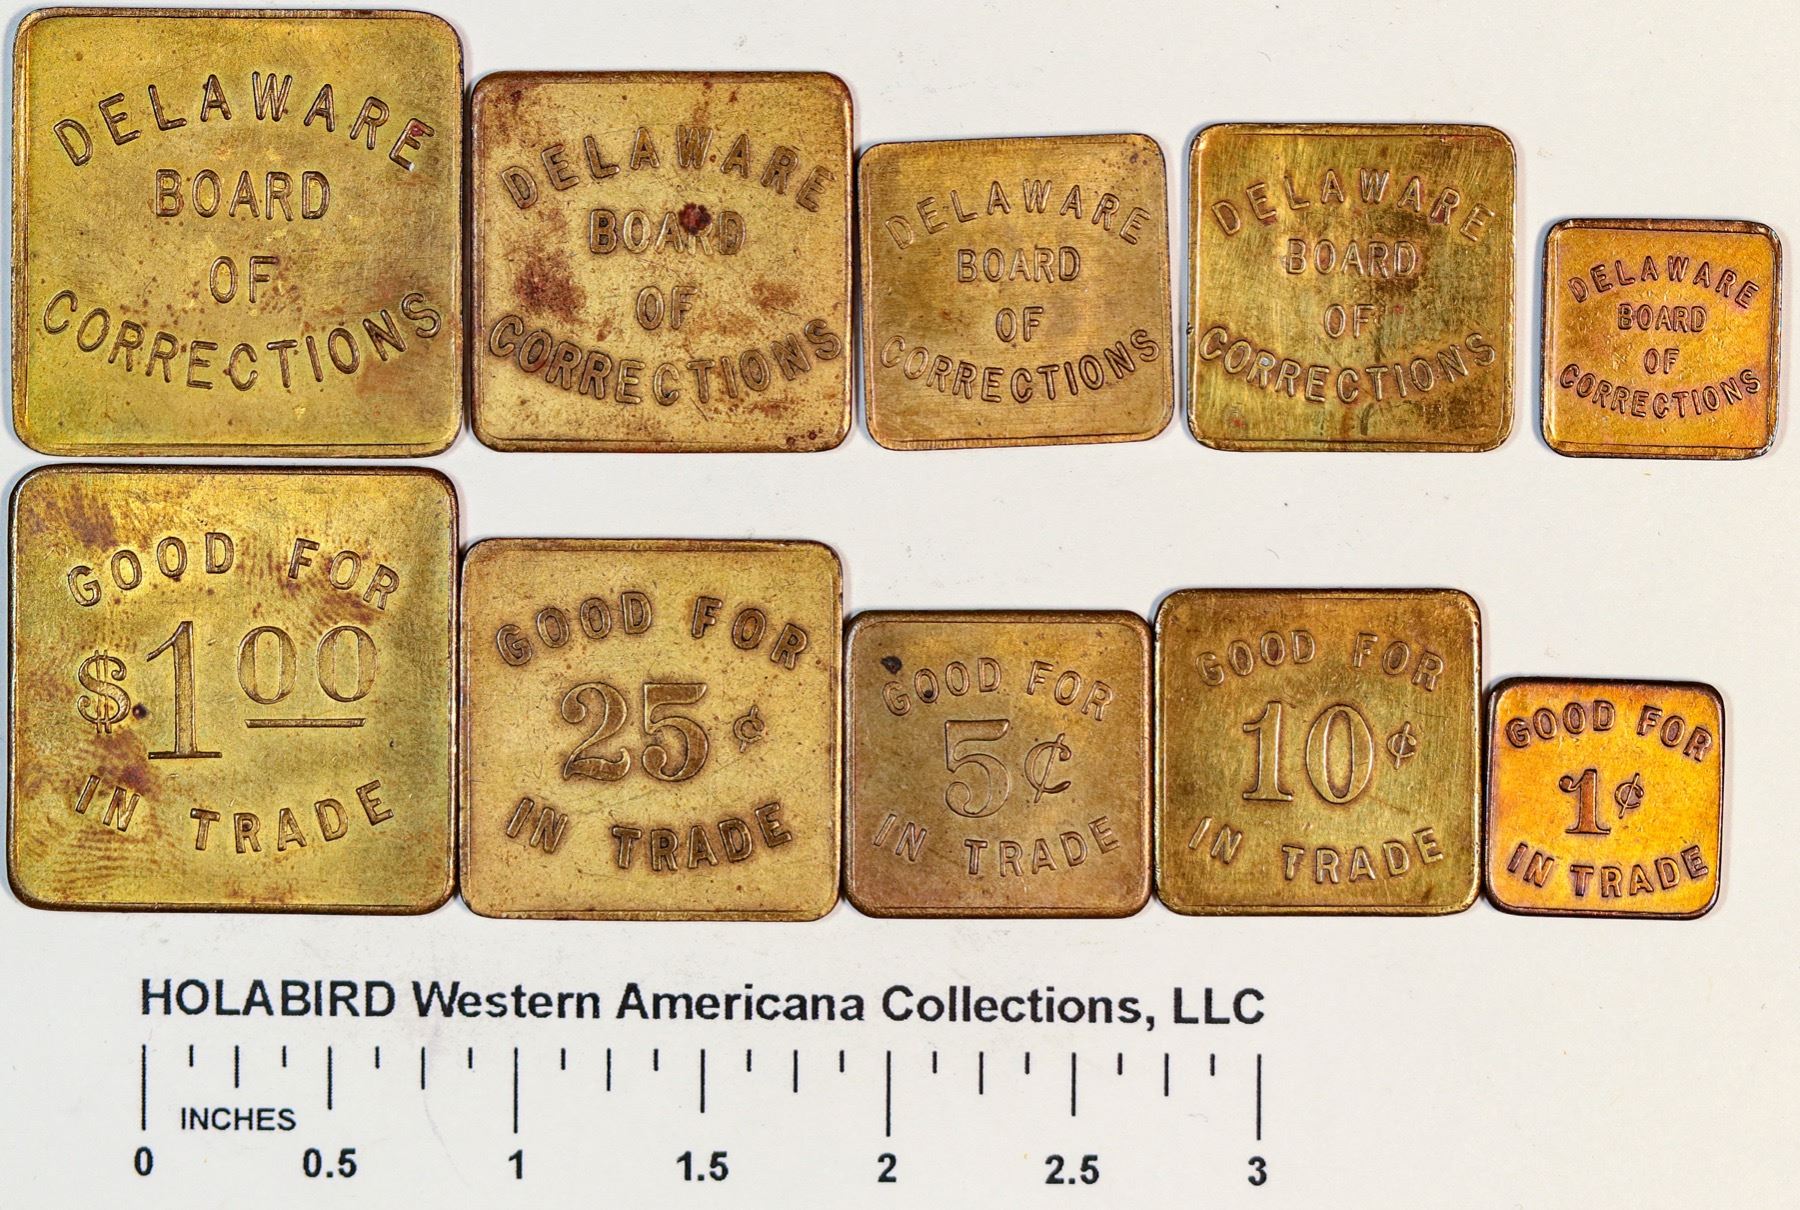 DELAWARE
BOARD
OF
CORRECTIONS
DELAWARE
BOARD
OF
CORRECTIONS
DELAWARE
BOARD
OF
CORRECTIONS
DELAWARE
BOARD
OF
CORRECTIONS
DELAWARE
BOARD
OF
CORRECTIONS
GOOD FOR
$1.00
IN TRADE
GOOD FOR
25¢
IN TRADE
GOOD FOR
5¢
IN TRADE
GOOD FOR
10¢
IN TRADE
GOOD FOR
1¢
IN TRADE
HOLABIRD Western Americana Collections, LLC
INCHES
0 0.5 1 1.5 2 2.5 3